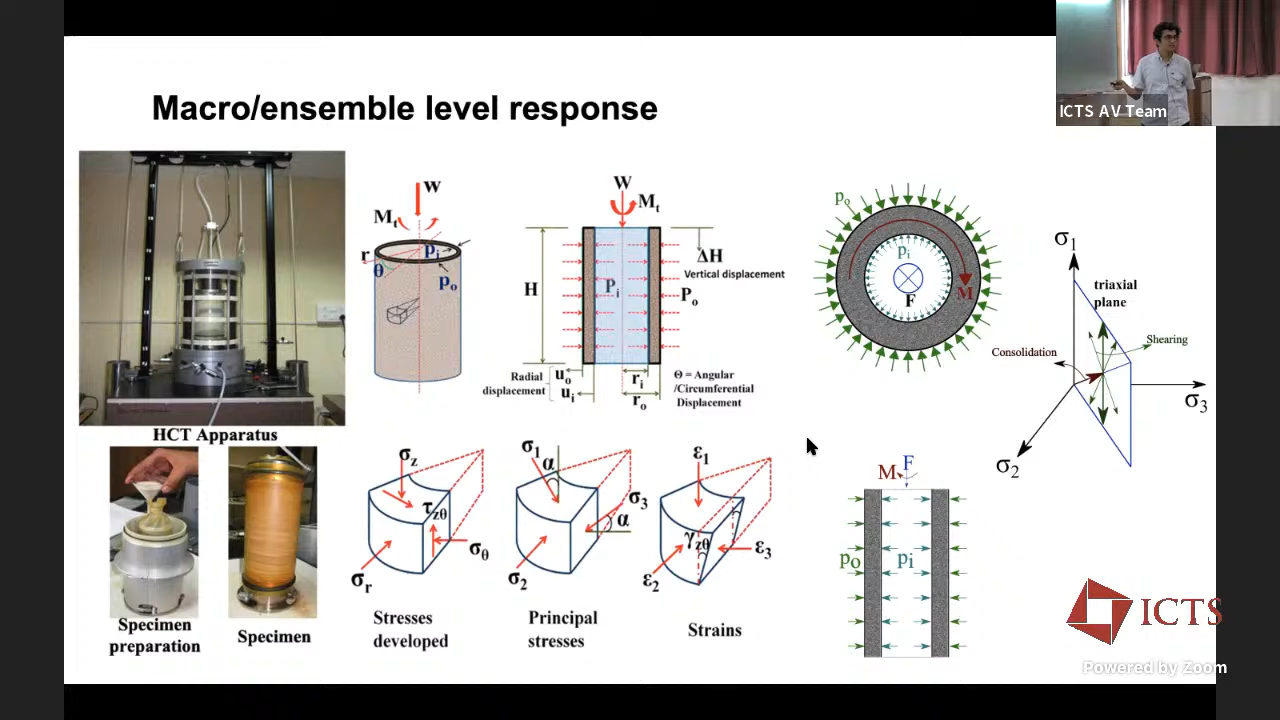 ICTS AV Team
Macro/ensemble level response
HCT Apparatus
Specimen
preparation
Specimen
W
Mt
r
θ
pi
po
W
Mt
H
Pi
Po
ΔH
Vertical displacement
Radial
displacement
uo
ui
ri
ro
Θ = Angular
/Circumferential
Displacement
σz
τzθ
σθ
σr
Stresses
developed
σ1
α
σ3
α
σ2
Principal
stresses
ε1
γzθ
ε3
ε2
Strains
po
pi
F
M
σ1
triaxial
plane
Shearing
Consolidation
σ3
σ2
M
F
po
pi
ICTS
Powered by Zoom